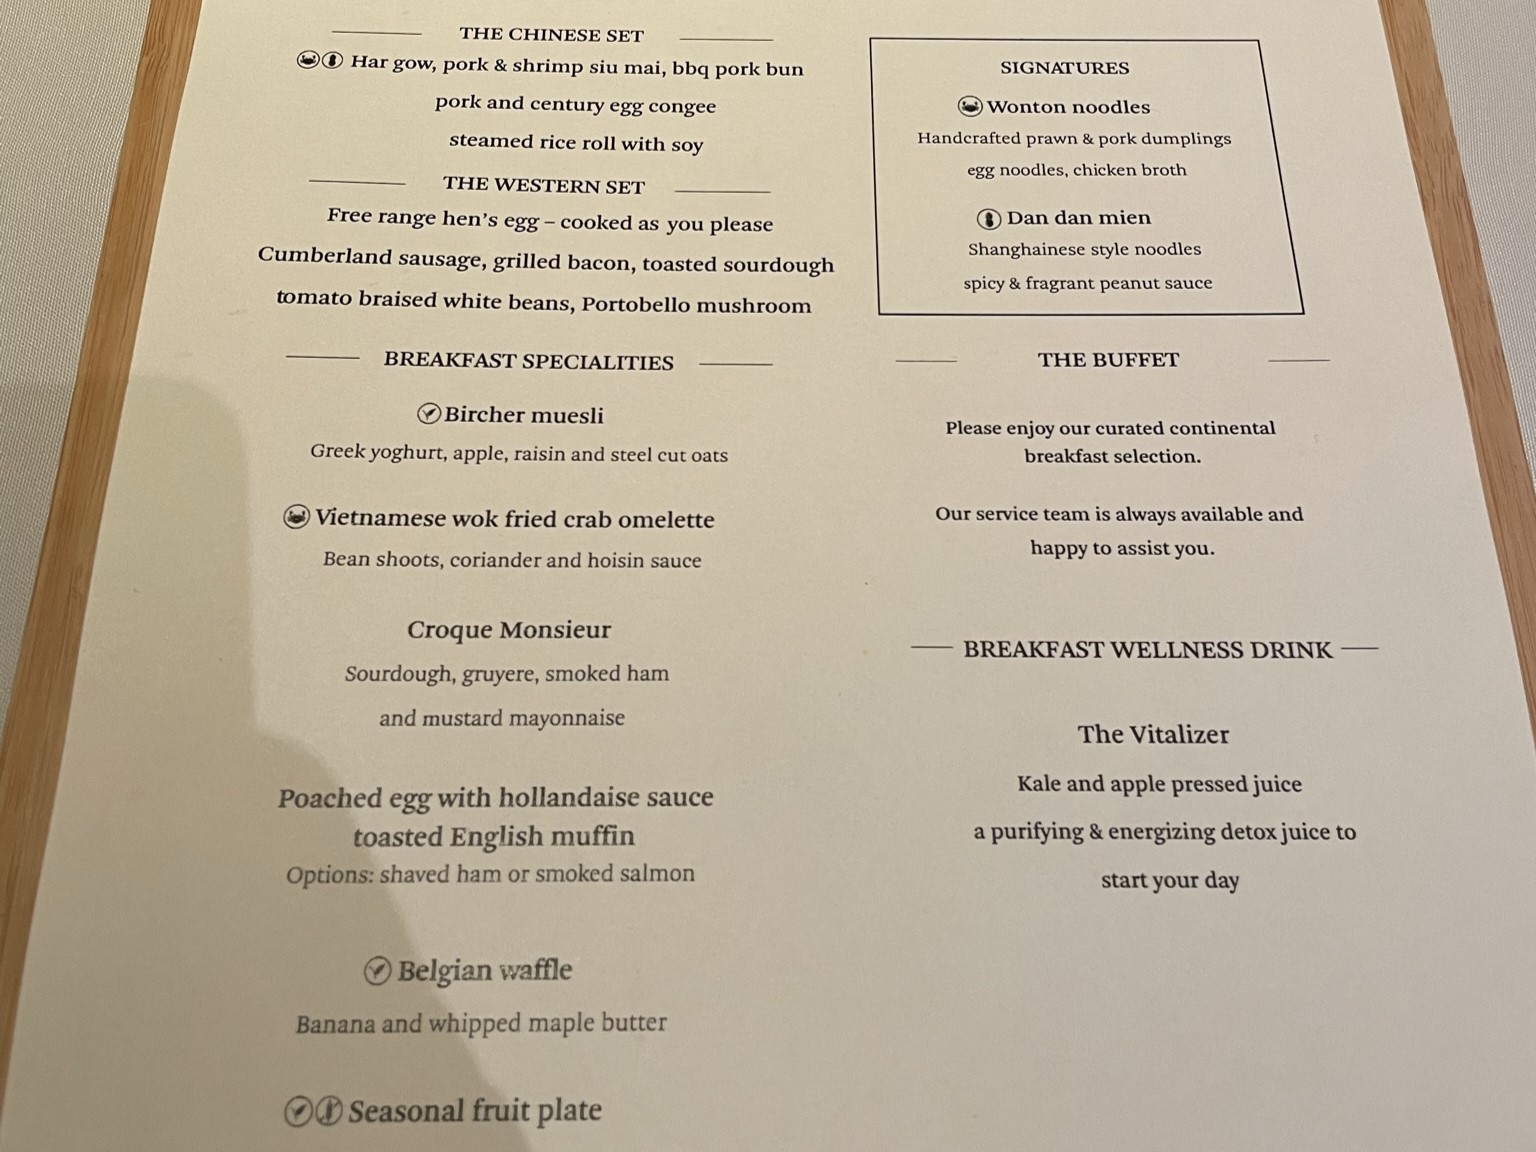 THE CHINESE SET
Har gow, pork & shrimp siu mai, bbq pork bun
pork and century egg congee
steamed rice roll with soy
THE WESTERN SET
Free range hen's egg – cooked as you please
Cumberland sausage, grilled bacon, toasted sourdough
tomato braised white beans, Portobello mushroom
BREAKFAST SPECIALITIES
Bircher muesli
Greek yoghurt, apple, raisin and steel cut oats
Vietnamese wok fried crab omelette
Bean shoots, coriander and hoisin sauce
Croque Monsieur
Sourdough, gruyere, smoked ham
and mustard mayonnaise
Poached egg with hollandaise sauce
toasted English muffin
Options: shaved ham or smoked salmon
Belgian waffle
Banana and whipped maple butter
Seasonal fruit plate
SIGNATURES
Wonton noodles
Handcrafted prawn & pork dumplings
egg noodles, chicken broth
Dan dan mien
Shanghainese style noodles
spicy & fragrant peanut sauce
THE BUFFET
Please enjoy our curated continental
breakfast selection.
Our service team is always available and
happy to assist you.
BREAKFAST WELLNESS DRINK
The Vitalizer
Kale and apple pressed juice
a purifying & energizing detox juice to
start your day